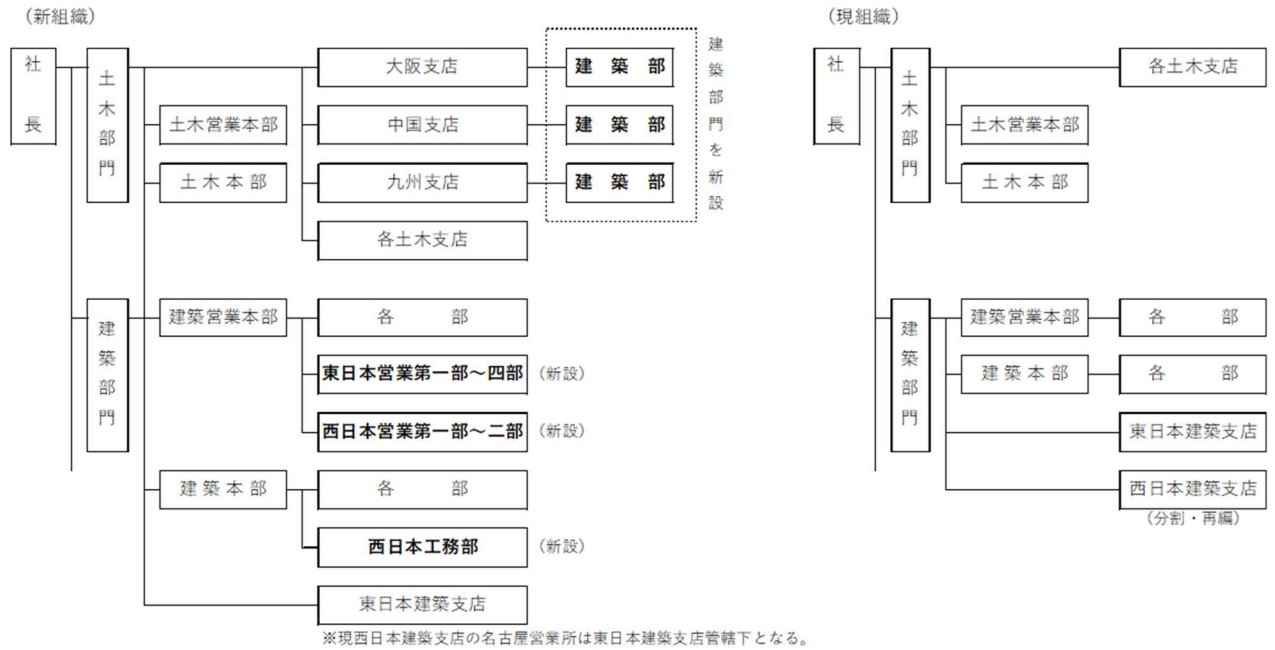 （新組織）
社長
土木部門
大阪支店
建築部
土木営業本部
中国支店
建築部
土木本部
九州支店
建築部
各土木支店
建築部門を新設
建築部門
建築営業本部
各部
東日本営業第一部～四部（新設）
西日本営業第一部～二部（新設）
建築本部
各部
西日本工務部（新設）
東日本建築支店
※現西日本建築支店の名古屋営業所は東日本建築支店管轄下となる。
（現組織）
社長
土木部門
各土木支店
土木営業本部
土木本部
建築部門
建築営業本部
各部
建築本部
各部
東日本建築支店
西日本建築支店
（分割・再編）